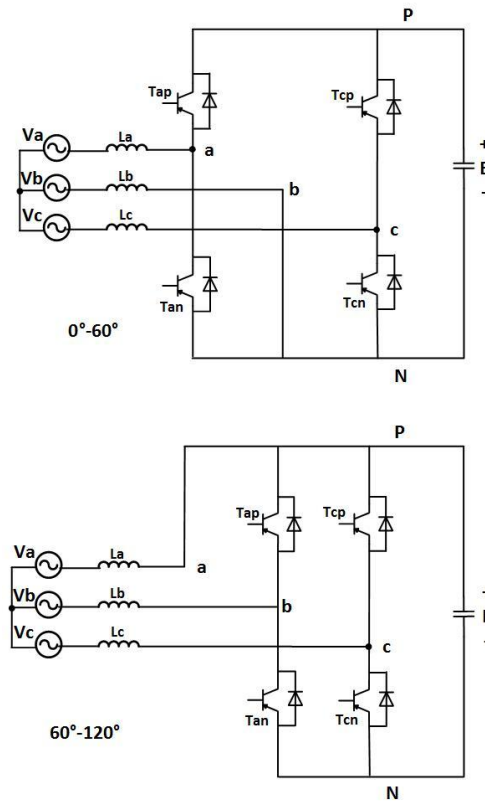 P
Tap
Tcp
Va
La
a
+
E
-
Vb
Lb
b
Vc
Lc
c
Tan
Tcn
0°-60°
N
P
Tap
Tcp
Va
La
a
Vb
Lb
b
Vc
Lc
c
Tan
Tcn
60°-120°
N